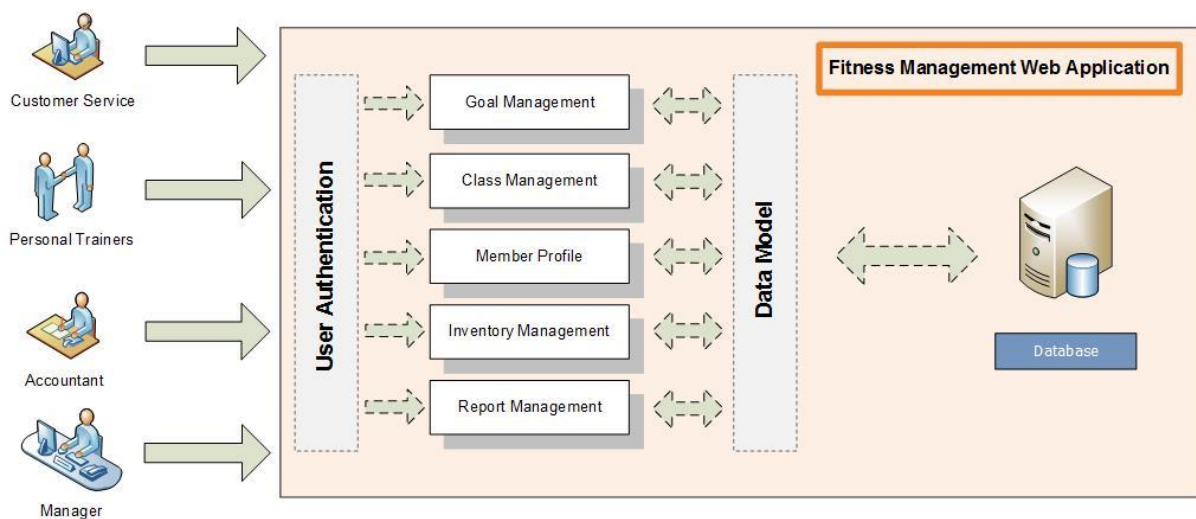 Customer Service
Personal Trainers
Accountant
Manager
User Authentication
Goal Management
Class Management
Member Profile
Inventory Management
Report Management
Data Model
Fitness Management Web Application
Database